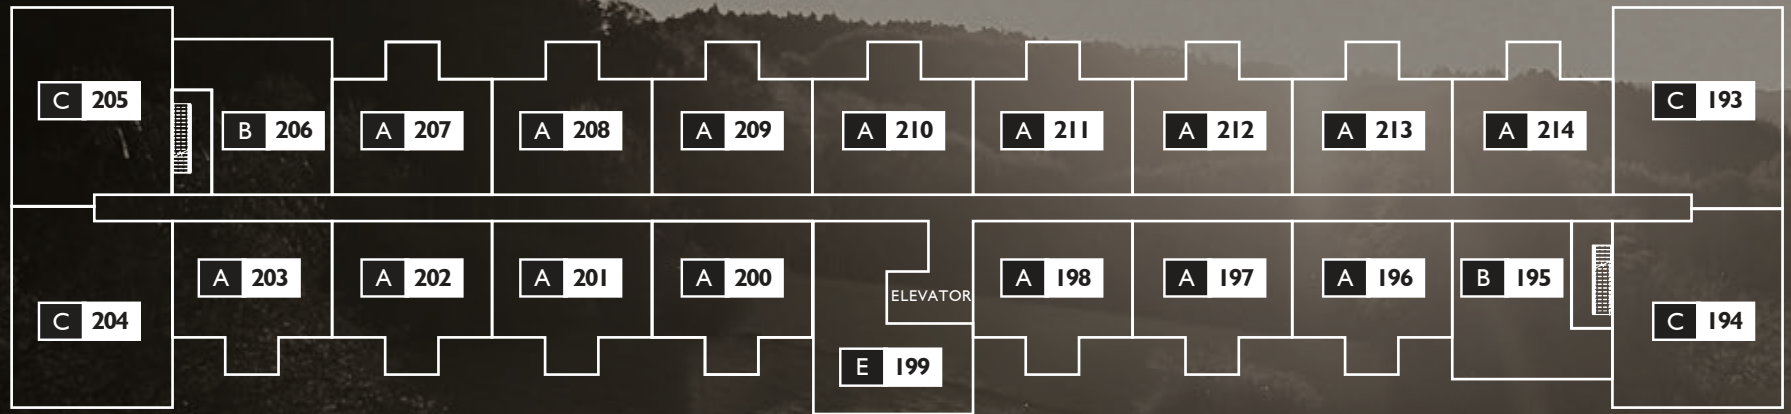 C 205
B 206
A 207
A 208
A 209
A 210
A 211
A 212
A 213
A 214
C 193
A 203
A 202
A 201
A 200
ELEVATOR
A 198
A 197
A 196
B 195
C 204
E 199
C 194